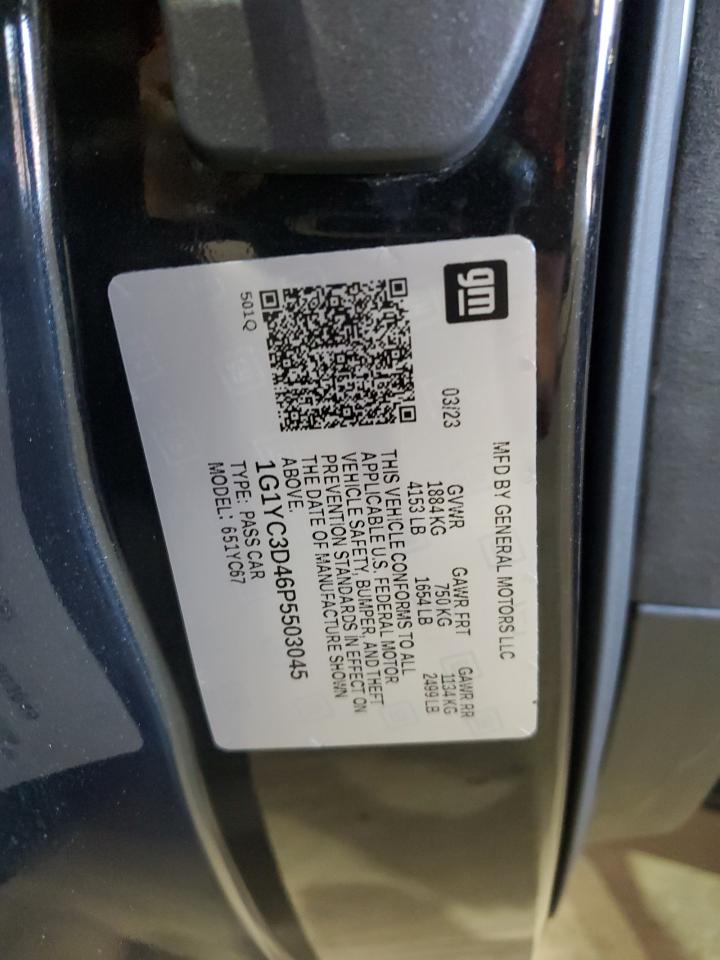 gm
MFD BY GENERAL MOTORS LLC
03/23
GVWR GAWR FRT GAWR RR
1884 KG 750 KG 1134 KG
4153 LB 1654 LB 2499 LB
THIS VEHICLE CONFORMS TO ALL
APPLICABLE U.S. FEDERAL MOTOR
VEHICLE SAFETY, BUMPER, AND THEFT
PREVENTION STANDARDS IN EFFECT ON
THE DATE OF MANUFACTURE SHOWN
ABOVE.
1G1YC3D46P5503045
TYPE: PASS CAR
MODEL: 651YC67
501Q